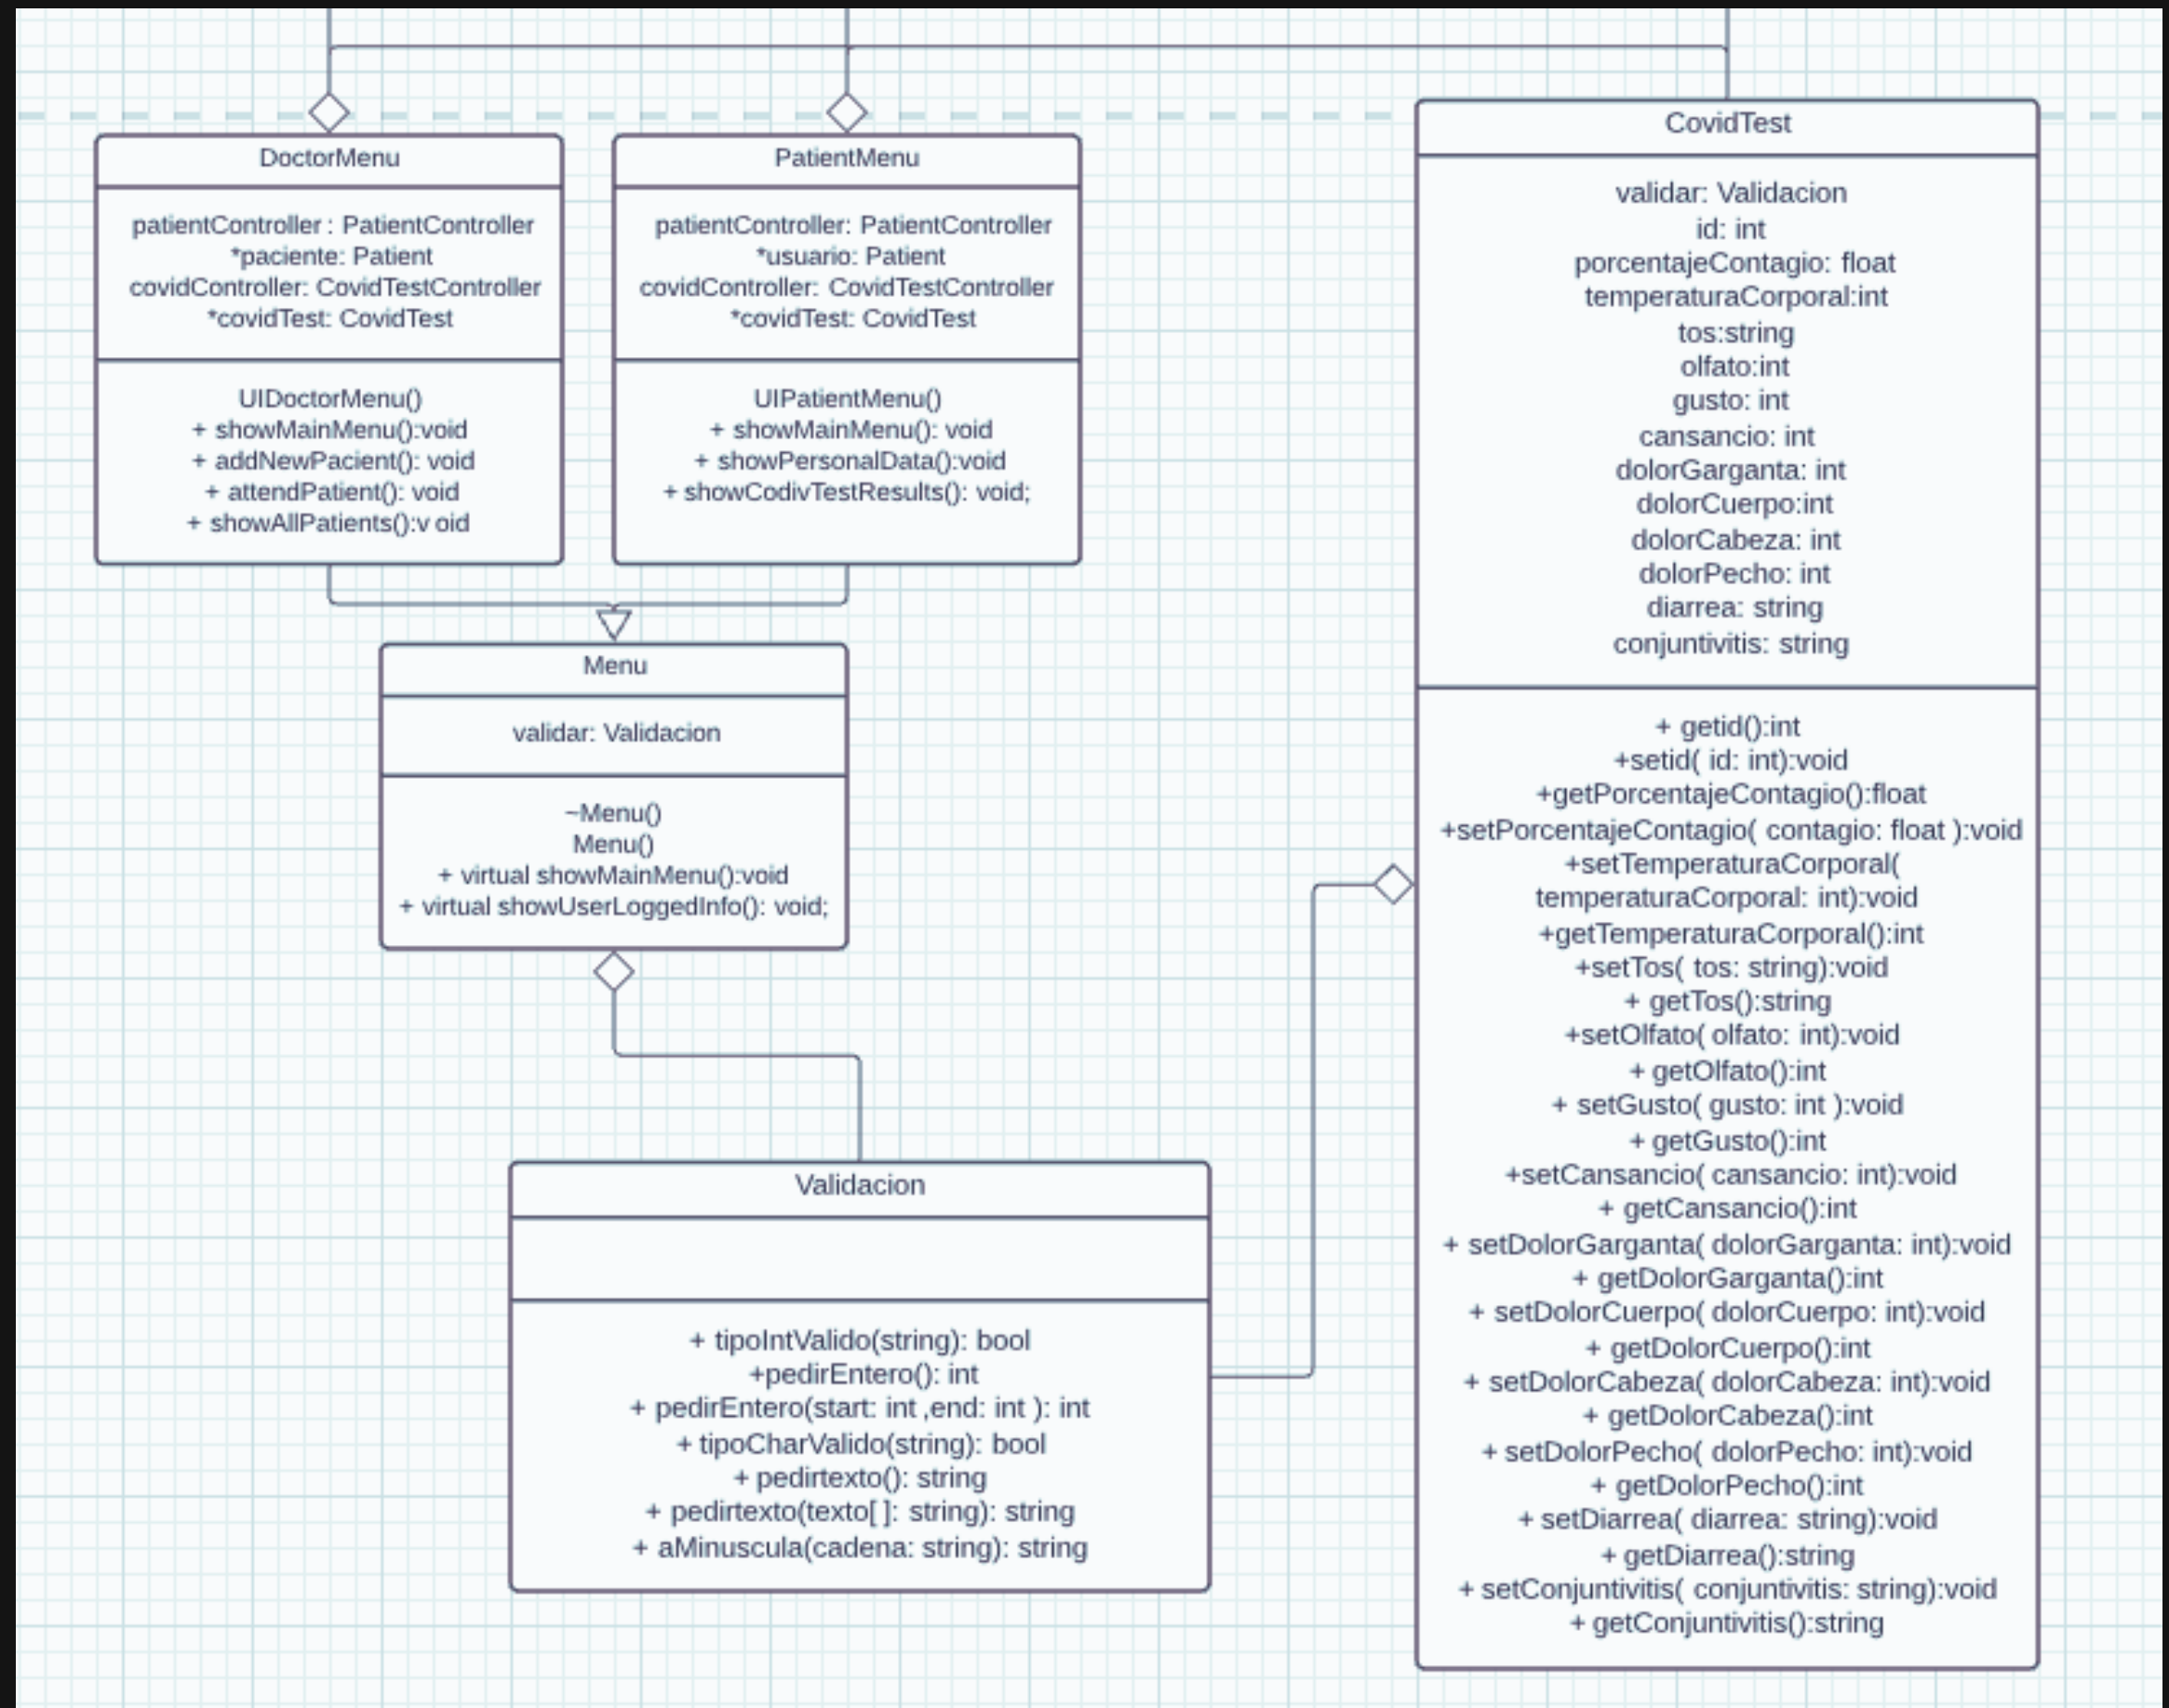 DoctorMenu
patientController : PatientController
*paciente: Patient
covidController: CovidTestController
*covidTest: CovidTest
UIDoctorMenu()
+ showMainMenu():void
+ addNewPacient(): void
+ attendPatient(): void
+ showAllPatients():v oid
PatientMenu
patientController: PatientController
*usuario: Patient
covidController: CovidTestController
*covidTest: CovidTest
UIPatientMenu()
+ showMainMenu(): void
+ showPersonalData():void
+ showCodivTestResults(): void;
Menu
validar: Validacion
~Menu()
Menu()
+ virtual showMainMenu():void
+ virtual showUserLoggedInfo(): void;
Validacion
+ tipoIntValido(string): bool
+pedirEntero(): int
+ pedirEntero(start: int ,end: int ): int
+ tipoCharValido(string): bool
+ pedirtexto(): string
+ pedirtexto(texto[ ]: string): string
+ aMinuscula(cadena: string): string
CovidTest
validar: Validacion
id: int
porcentajeContagio: float
temperaturaCorporal:int
tos:string
olfato:int
gusto: int
cansancio: int
dolorGarganta: int
dolorCuerpo:int
dolorCabeza: int
dolorPecho: int
diarrea: string
conjuntivitis: string
+ getid():int
+setid( id: int):void
+getPorcentajeContagio():float
+setPorcentajeContagio( contagio: float ):void
+setTemperaturaCorporal(
temperaturaCorporal: int):void
+getTemperaturaCorporal():int
+setTos( tos: string):void
+ getTos():string
+setOlfato( olfato: int):void
+ getOlfato():int
+ setGusto( gusto: int ):void
+ getGusto():int
+setCansancio( cansancio: int):void
+ getCansancio():int
+ setDolorGarganta( dolorGarganta: int):void
+ getDolorGarganta():int
+ setDolorCuerpo( dolorCuerpo: int):void
+ getDolorCuerpo():int
+ setDolorCabeza( dolorCabeza: int):void
+ getDolorCabeza():int
+ setDolorPecho( dolorPecho: int):void
+ getDolorPecho():int
+ setDiarrea( diarrea: string):void
+ getDiarrea():string
+ setConjuntivitis( conjuntivitis: string):void
+ getConjuntivitis():string